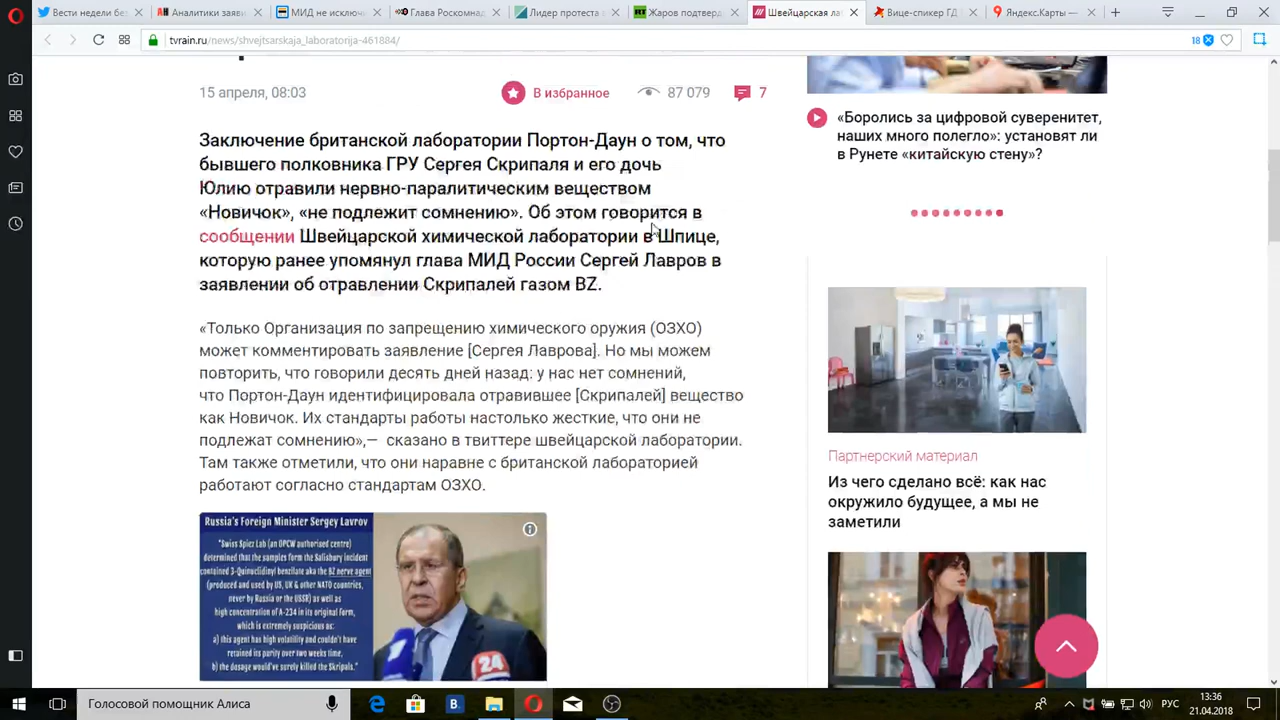 Вести недели без
Аналитики заяви
МИД не исключи
Глава Роскомнад
Лидер протеста
RT
Жаров подтверд
Швейцарская ла
Вице-спикер ГД
Яндекс.Карты —
tvrain.ru/news/shvejtsarskaja_laboratorija-461884/
18
15 апреля, 08:03
В избранное
87 079
7
Заключение британской лаборатории Портон-Даун о том, что
бывшего полковника ГРУ Сергея Скрипаля и его дочь
Юлию отравили нервно-паралитическим веществом
«Новичок», «не подлежит сомнению». Об этом говорится в
сообщении Швейцарской химической лаборатории в Шпице,
которую ранее упомянул глава МИД России Сергей Лавров в
заявлении об отравлении Скрипалей газом BZ.
«Только Организация по запрещению химического оружия (ОЗХО)
может комментировать заявление [Сергея Лаврова]. Но мы можем
повторить, что говорили десять дней назад: у нас нет сомнений,
что Портон-Даун идентифицировала отравившее [Скрипалей] вещество
как Новичок. Их стандарты работы настолько жесткие, что они не
подлежат сомнению»,— сказано в твиттере швейцарской лаборатории.
Там также отметили, что они наравне с британской лабораторией
работают согласно стандартам ОЗХО.
Russia's Foreign Minister Sergey Lavrov
"Swiss Spiez Lab (an OPCW authorised centre)
determined that the samples form the Salisbury incident
contained 3-Quinuclidinyl benzilate aka the BZ nerve agent
(produced and used by US, UK & other NATO countries,
never by Russia or the USSR) as well as
high concentration of A-234 in its original form,
which is extremely suspicious as:
a) this agent has high volatility and couldn't have
retained its purity over two weeks time,
b) the dosage would've surely killed the Skripals."
24
«Боролись за цифровой суверенитет,
наших много полегло»: установят ли
в Рунете «китайскую стену»?
Партнерский материал
Из чего сделано всё: как нас
окружило будущее, а мы не
заметили
Голосовой помощник Алиса
B
РУС
13:36
21.04.2018